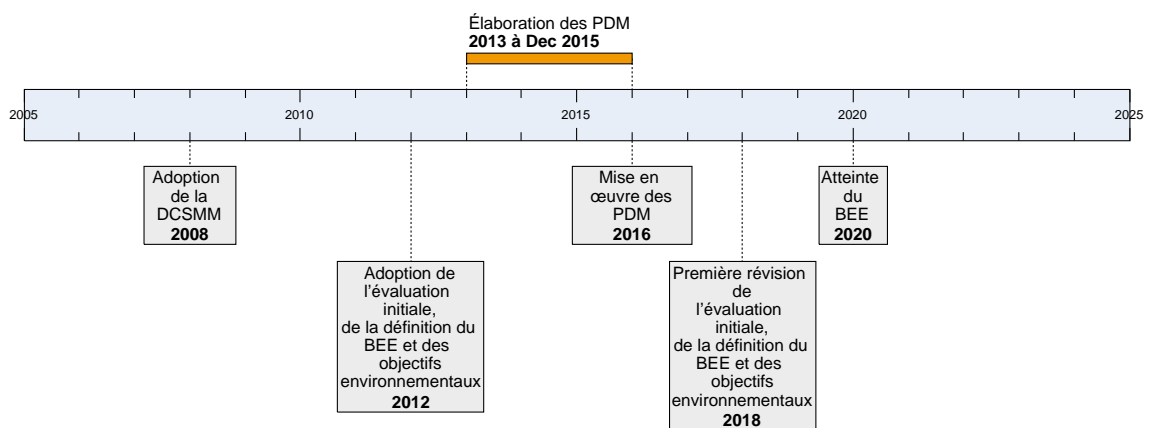 Élaboration des PDM
2013 à Dec 2015
2005
2010
2015
2020
2025
Adoption
de la
DCSMM
2008
Mise en
œuvre des
PDM
2016
Atteinte
du
BEE
2020
Adoption de
l'évaluation
initiale,
de la définition du
BEE et des
objectifs
environnementaux
2012
Première révision
de
l'évaluation
initiale,
de la définition du
BEE et des
objectifs
environnementaux
2018